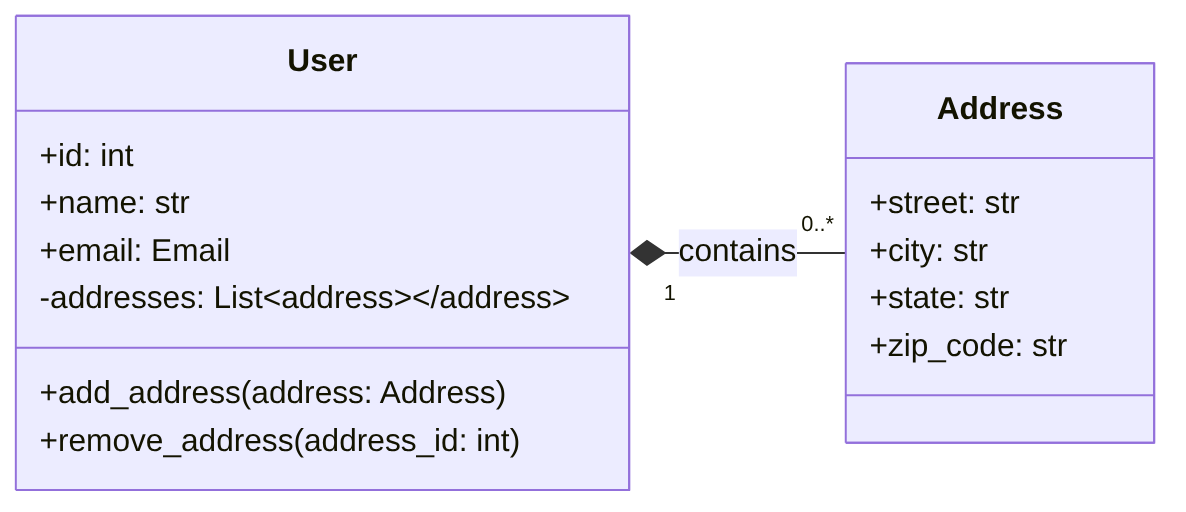 User
+id: int
+name: str
+email: Email
-addresses: List<address></address>
+add_address(address: Address)
+remove_address(address_id: int)
contains
1
0..*
Address
+street: str
+city: str
+state: str
+zip_code: str